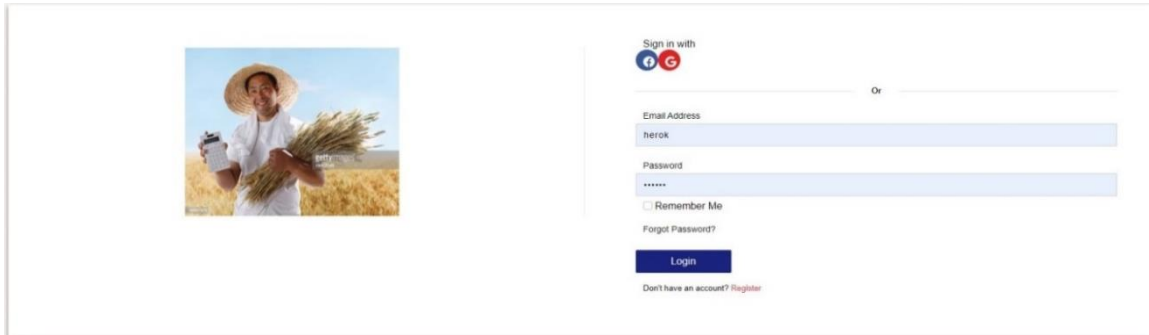 Sign in with
Or
Email Address
herok
Password
••••••
Remember Me
Forgot Password?
Login
Don't have an account? Register